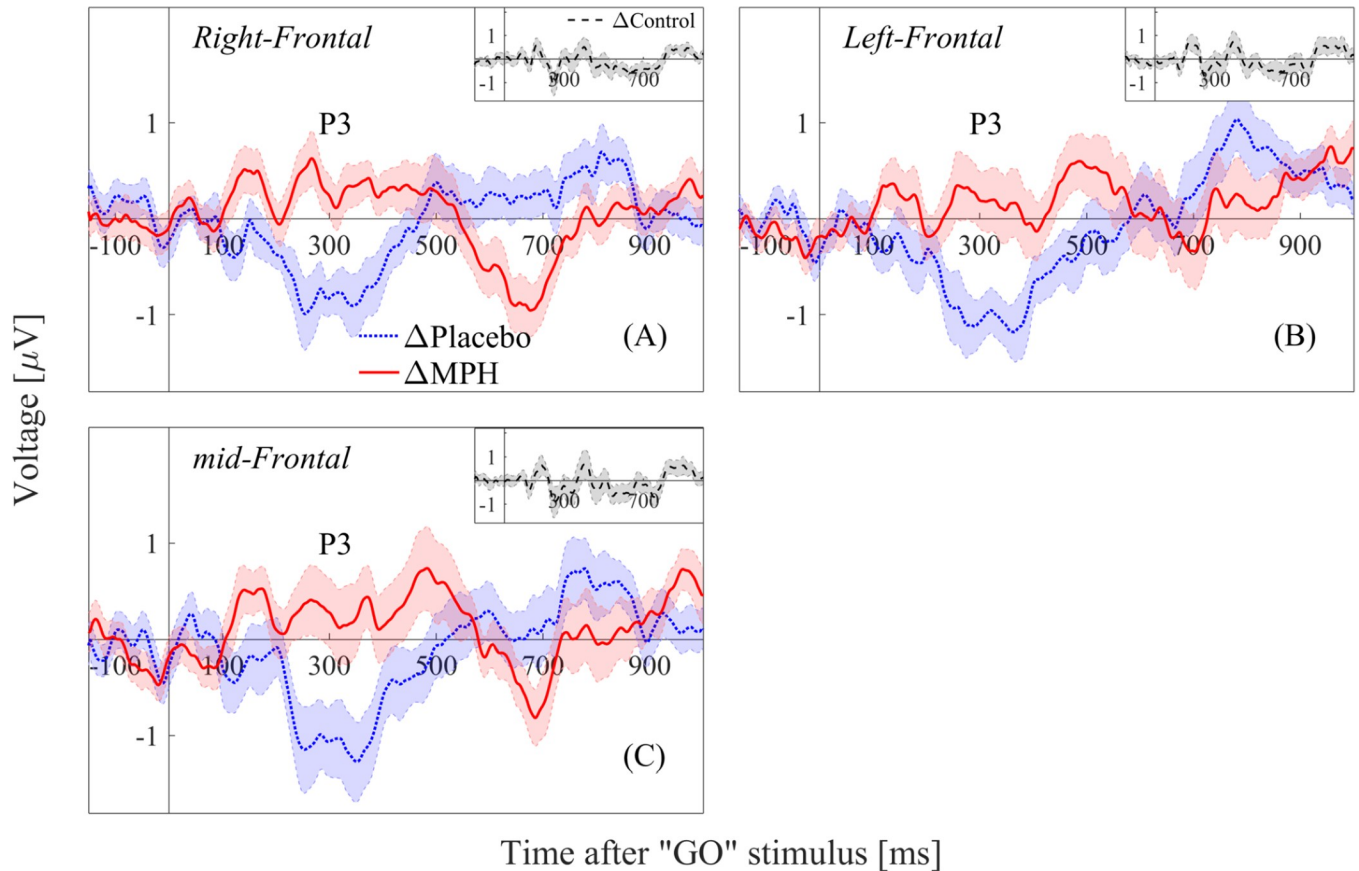 Right-Frontal
ΔControl
1
-1
300
700
P3
1
-1
-100
100
300
500
700
900
ΔPlacebo
ΔMPH
(A)
Left-Frontal
1
-1
300
700
P3
1
-1
-100
100
300
500
700
900
(B)
mid-Frontal
1
-1
300
700
P3
1
-1
-100
100
300
500
700
900
(C)
Voltage [μV]
Time after "GO" stimulus [ms]